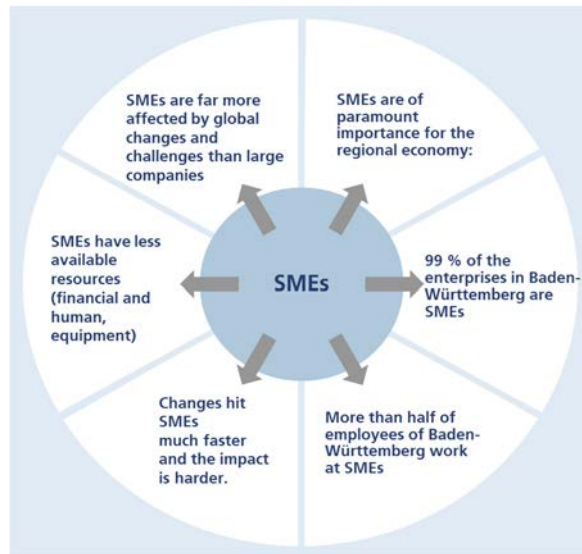 SMEs are far more
affected by global
changes and
challenges than large
companies
SMEs are of
paramount
importance for the
regional economy:
SMEs have less
available
resources
(financial and
human,
equipment)
SMEs
99 % of the
enterprises in Baden-
Württemberg are
SMEs
Changes hit
SMEs
much faster
and the impact
is harder.
More than half of
employees of Baden-
Württemberg work
at SMEs